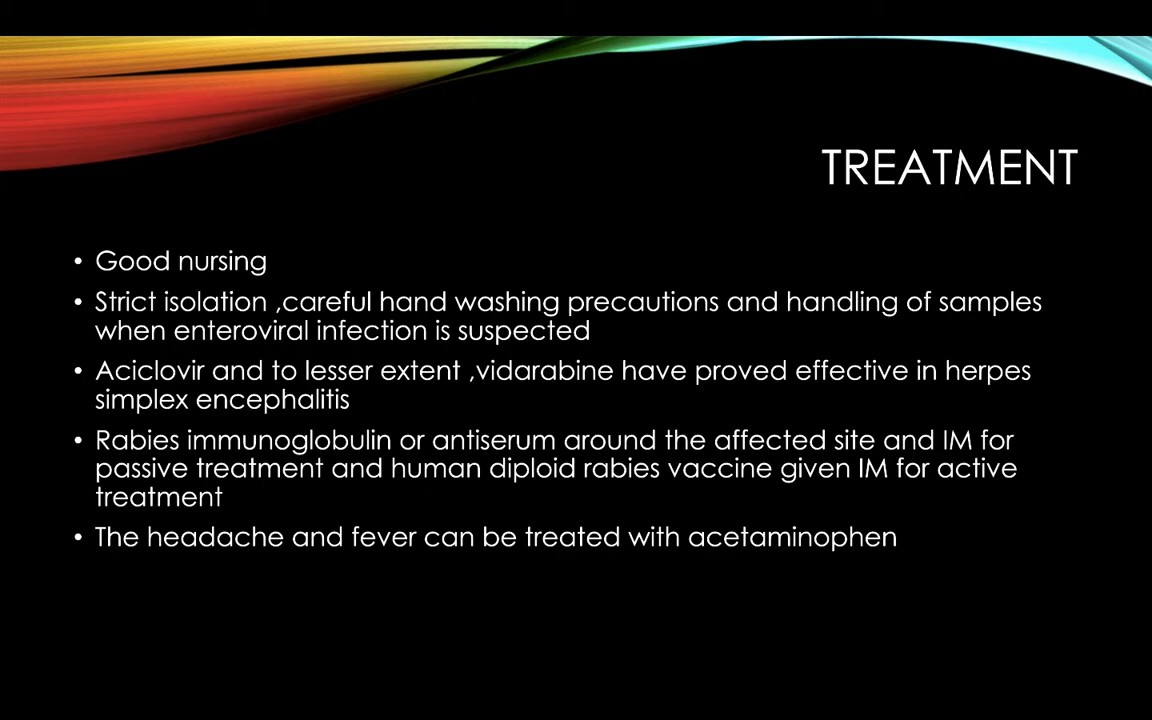 TREATMENT
• Good nursing
• Strict isolation ,careful hand washing precautions and handling of samples
when enteroviral infection is suspected
• Aciclovir and to lesser extent ,vidarabine have proved effective in herpes
simplex encephalitis
• Rabies immunoglobulin or antiserum around the affected site and IM for
passive treatment and human diploid rabies vaccine given IM for active
treatment
• The headache and fever can be treated with acetaminophen